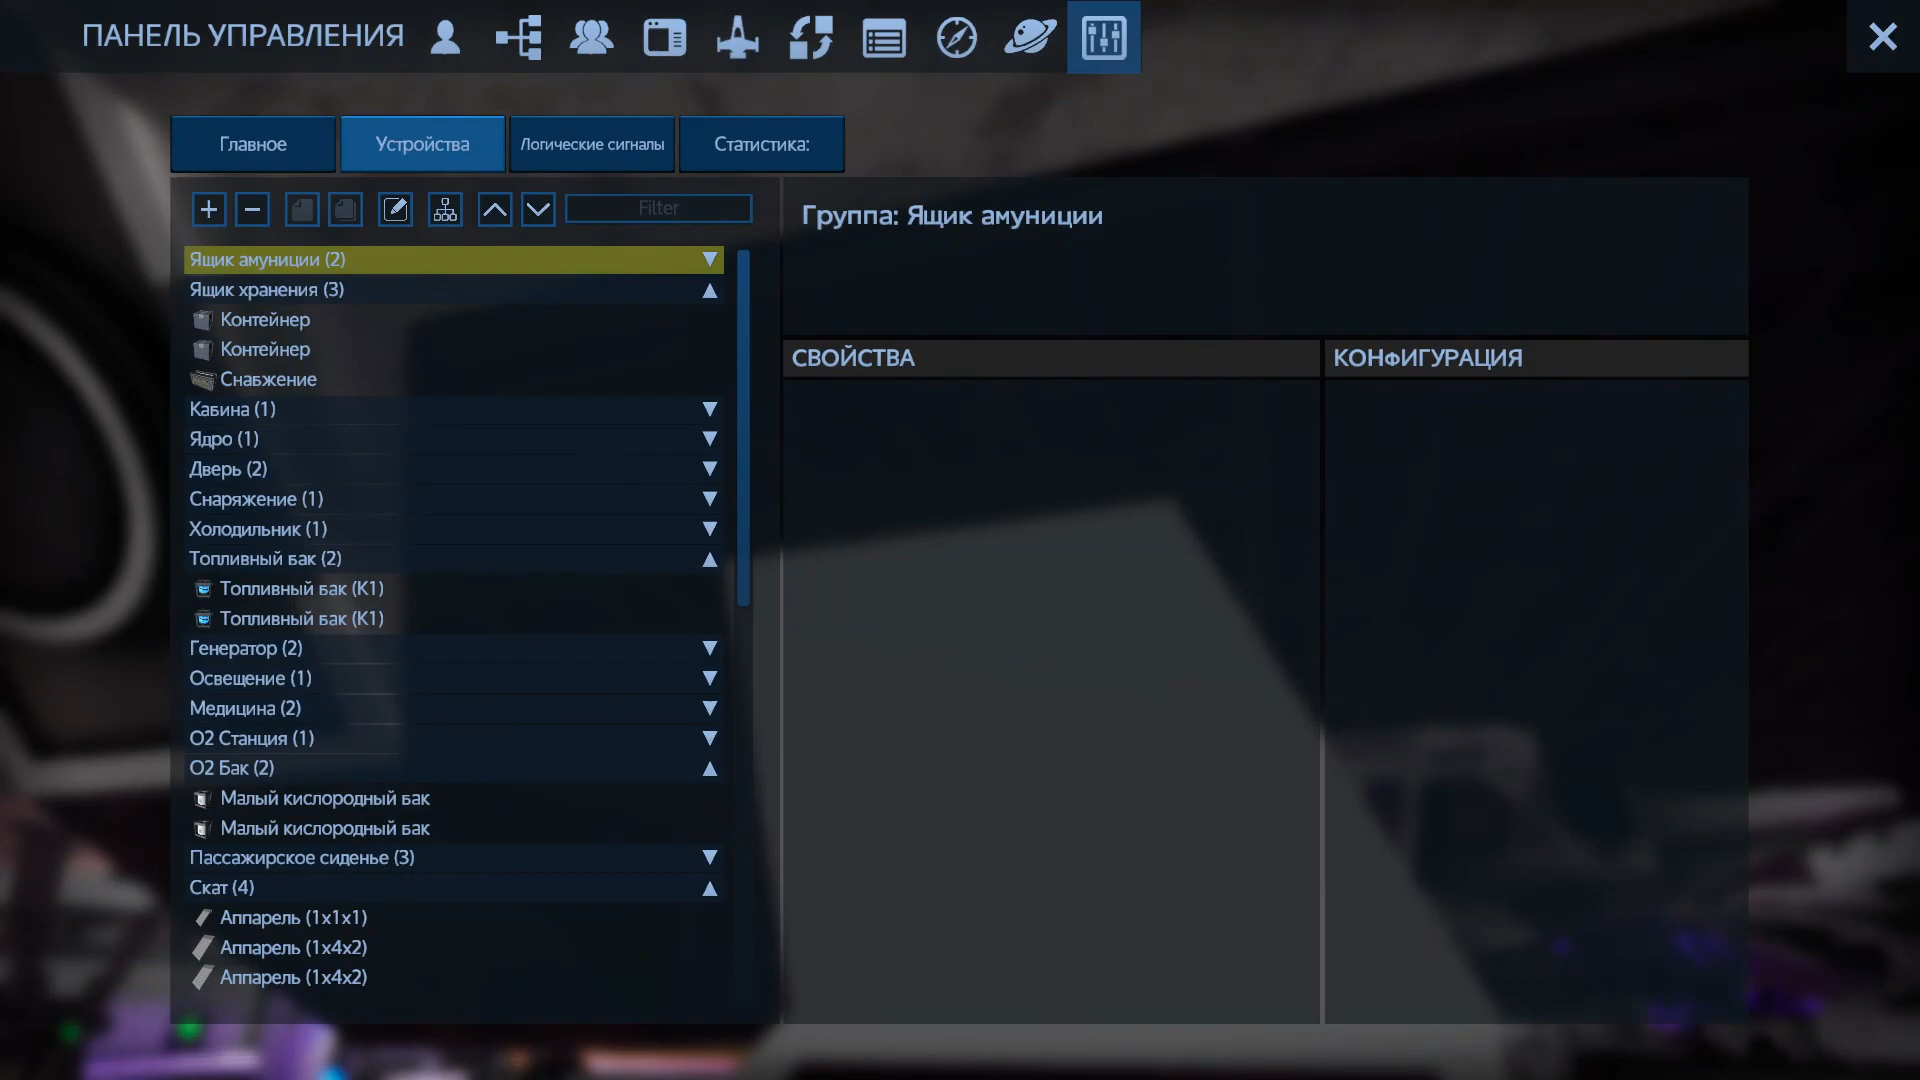 ПАНЕЛЬ УПРАВЛЕНИЯ
Главное
Устройства
Логические сигналы
Статистика:
Filter
Группа: Ящик амуниции
Ящик амуниции (2)
Ящик хранения (3)
Контейнер
Контейнер
Снабжение
Кабина (1)
Ядро (1)
Дверь (2)
Снаряжение (1)
Холодильник (1)
Топливный бак (2)
Топливный бак (К1)
Топливный бак (К1)
Генератор (2)
Освещение (1)
Медицина (2)
О2 Станция (1)
О2 Бак (2)
Малый кислородный бак
Малый кислородный бак
Пассажирское сиденье (3)
Скат (4)
Аппарель (1x1x1)
Аппарель (1x4x2)
Аппарель (1x4x2)
СВОЙСТВА
КОНФИГУРАЦИЯ